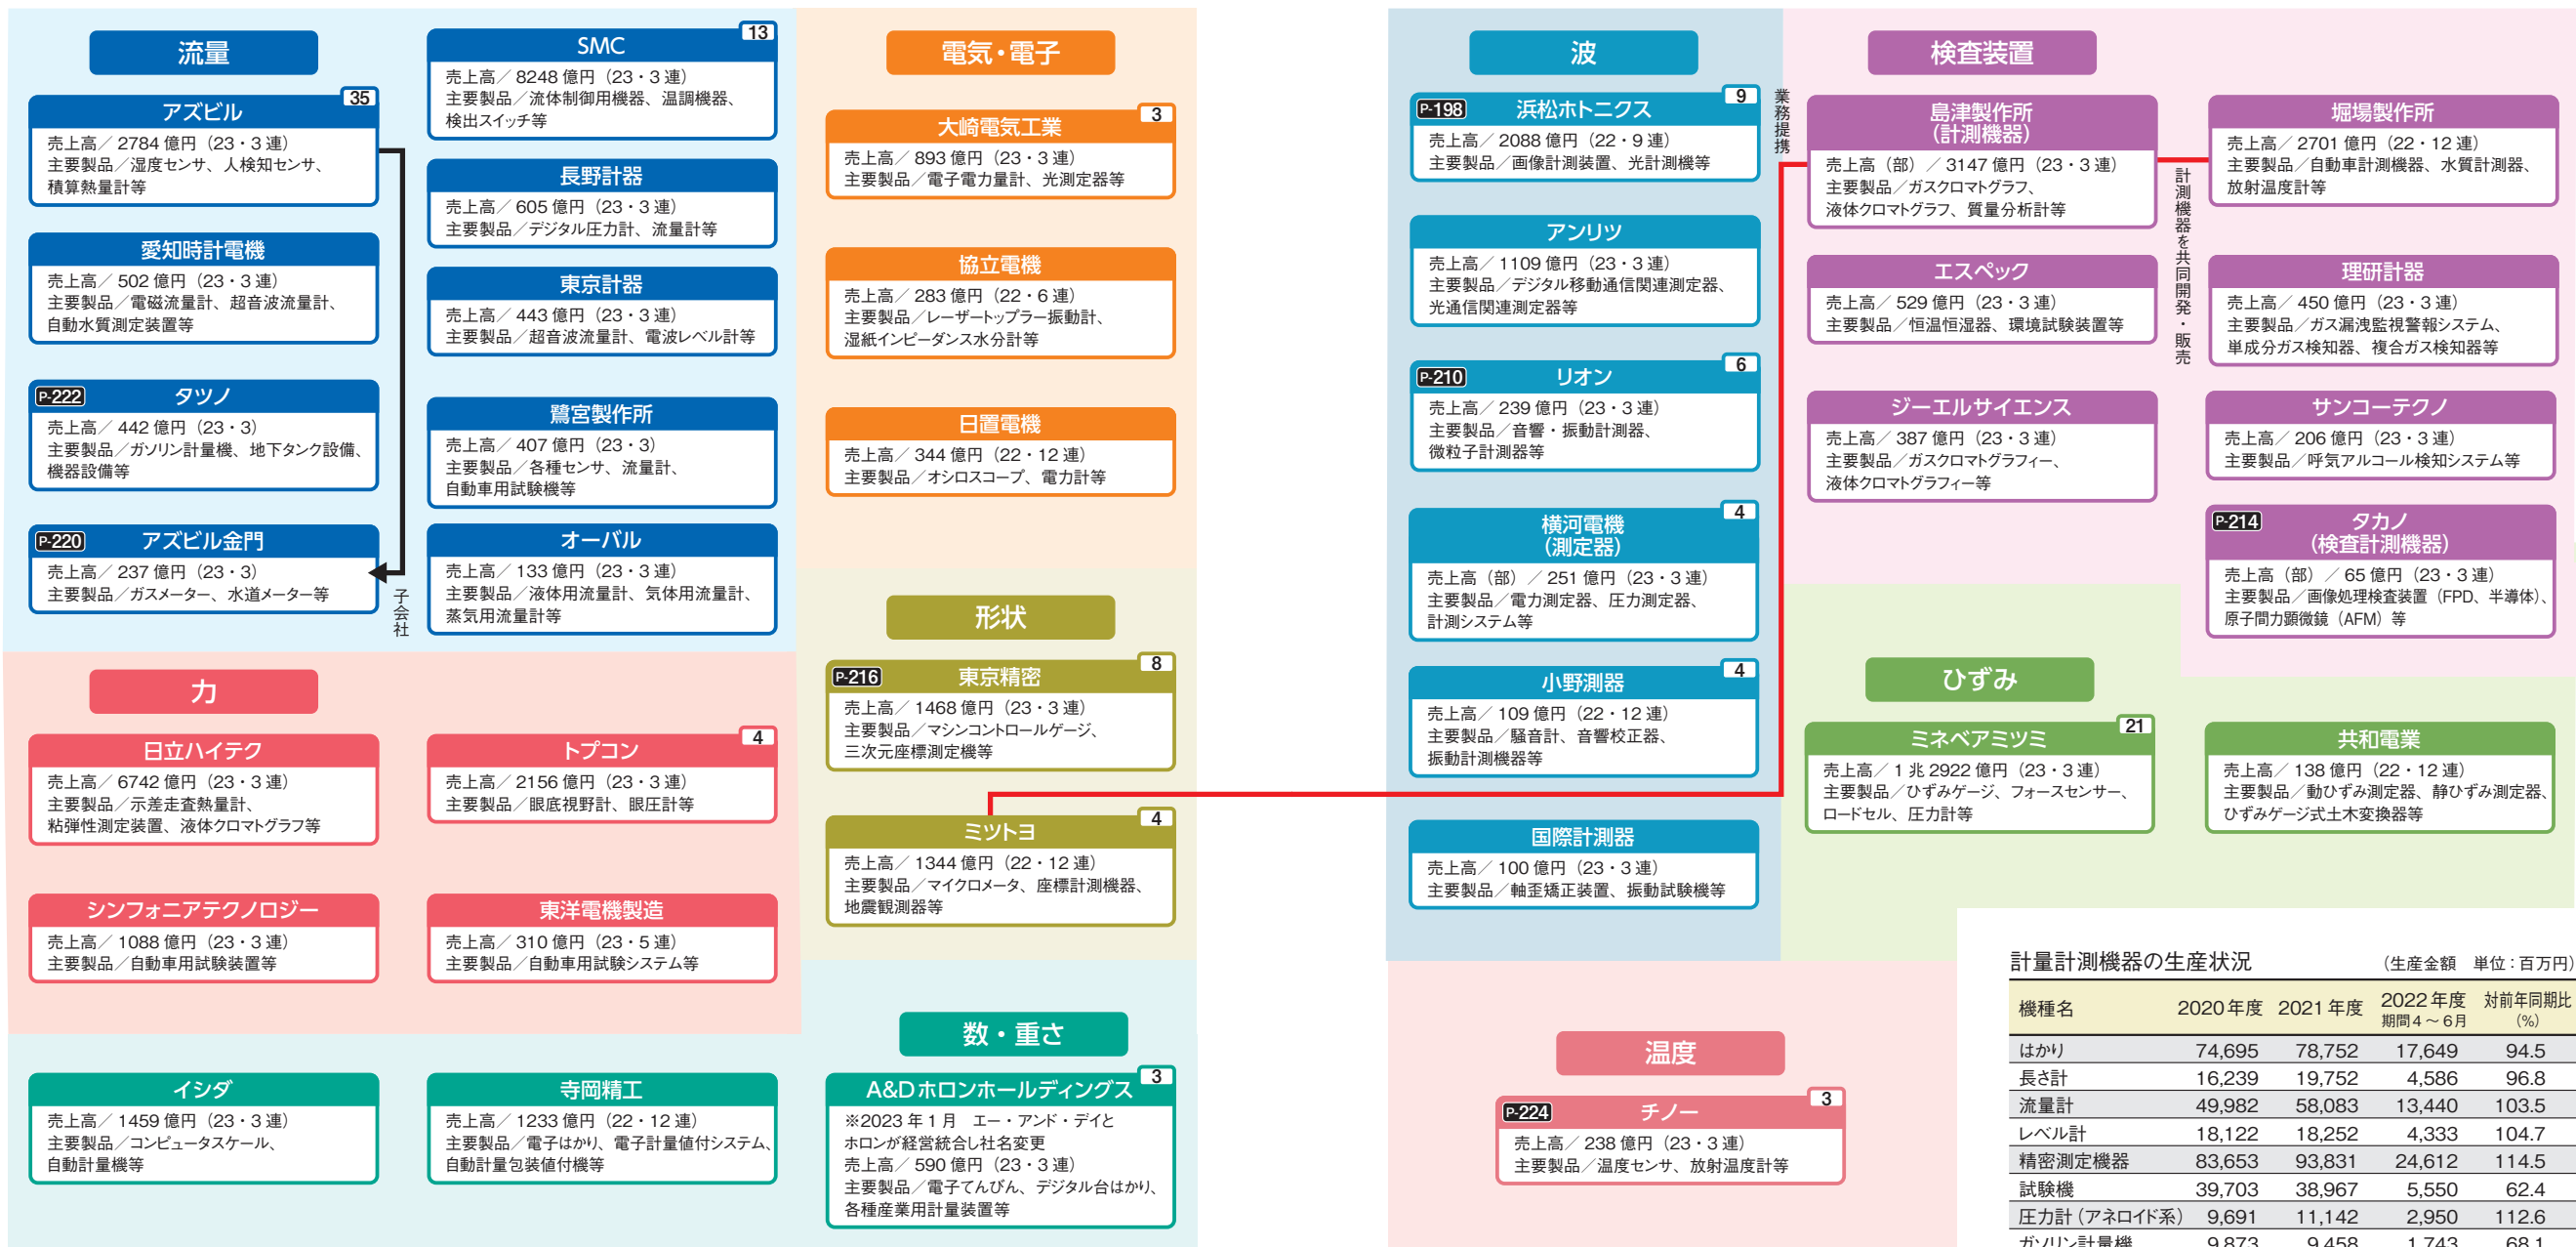 流量
35
アズビル
売上高／2784億円（23・3連）
主要製品／湿度センサ、人検知センサ、
積算熱量計等
愛知時計電機
売上高／502億円（23・3連）
主要製品／電磁流量計、超音波流量計、
自動水質測定装置等
P-222 タツノ
売上高／442億円（23・3）
主要製品／ガソリン計量機、地下タンク設備、
機器設備等
P-220 アズビル金門
売上高／237億円（23・3）
主要製品／ガスメーター、水道メーター等
子会社
13
SMC
売上高／8248億円（23・3連）
主要製品／流体制御用機器、温調機器、
検出スイッチ等
長野計器
売上高／605億円（23・3連）
主要製品／デジタル圧力計、流量計等
東京計器
売上高／443億円（23・3連）
主要製品／超音波流量計、電波レベル計等
鷺宮製作所
売上高／407億円（23・3）
主要製品／各種センサ、流量計、
自動車用試験機等
オーバル
売上高／133億円（23・3連）
主要製品／液体用流量計、気体用流量計、
蒸気用流量計等
力
日立ハイテク
売上高／6742億円（23・3連）
主要製品／示差走査熱量計、
粘弾性測定装置、液体クロマトグラフ等
4
トプコン
売上高／2156億円（23・3連）
主要製品／眼底視野計、眼圧計等
シンフォニアテクノロジー
売上高／1088億円（23・3連）
主要製品／自動車用試験装置等
東洋電機製造
売上高／310億円（23・5連）
主要製品／自動車用試験システム等
電気・電子
3
大崎電気工業
売上高／893億円（23・3連）
主要製品／電子電力量計、光測定器等
協立電機
売上高／283億円（22・6連）
主要製品／レーザートップラー振動計、
湿紙インピーダンス水分計等
日置電機
売上高／344億円（22・12連）
主要製品／オシロスコープ、電力計等
形状
8
P-216 東京精密
売上高／1468億円（23・3連）
主要製品／マシンコントロールゲージ、
三次元座標測定機等
4
ミツトヨ
売上高／1344億円（22・12連）
主要製品／マイクロメータ、座標計測機器、
地震観測器等
数・重さ
イシダ
売上高／1459億円（23・3連）
主要製品／コンピュータスケール、
自動計量機等
寺岡精工
売上高／1233億円（22・12連）
主要製品／電子はかり、電子計量値付システム、
自動計量包装値付機等
3
A&Dホロンホールディングス
※2023年1月　エー・アンド・デイと
ホロンが経営統合し社名変更
売上高／590億円（23・3連）
主要製品／電子てんびん、デジタル台はかり、
各種産業用計量装置等
波
9
P-198 浜松ホトニクス
売上高／2088億円（22・9連）
主要製品／画像計測装置、光計測機等
アンリツ
売上高／1109億円（23・3連）
主要製品／デジタル移動通信関連測定器、
光通信関連測定器等
6
P-210 リオン
売上高／239億円（23・3連）
主要製品／音響・振動計測器、
微粒子計測器等
4
横河電機
（測定器）
売上高（部）／251億円（23・3連）
主要製品／電力測定器、圧力測定器、
計測システム等
4
小野測器
売上高／109億円（22・12連）
主要製品／騒音計、音響校正器、
振動計測機器等
国際計測器
売上高／100億円（23・3連）
主要製品／軸歪矯正装置、振動試験機等
業務提携
検査装置
島津製作所
（計測機器）
売上高（部）／3147億円（23・3連）
主要製品／ガスクロマトグラフ、
液体クロマトグラフ、質量分析計等
計測機器を共同開発・販売
堀場製作所
売上高／2701億円（22・12連）
主要製品／自動車計測機器、水質計測器、
放射温度計等
エスペック
売上高／529億円（23・3連）
主要製品／恒温恒湿器、環境試験装置等
理研計器
売上高／450億円（23・3連）
主要製品／ガス漏洩監視警報システム、
単成分ガス検知器、複合ガス検知器等
ジーエルサイエンス
売上高／387億円（23・3連）
主要製品／ガスクロマトグラフィー、
液体クロマトグラフィー等
サンコーテクノ
売上高／206億円（23・3連）
主要製品／呼気アルコール検知システム等
P-214 タカノ
（検査計測機器）
売上高（部）／65億円（23・3連）
主要製品／画像処理検査装置（FPD、半導体）、
原子間力顕微鏡（AFM）等
ひずみ
21
ミネベアミツミ
売上高／1兆2922億円（23・3連）
主要製品／ひずみゲージ、フォースセンサー、
ロードセル、圧力計等
共和電業
売上高／138億円（22・12連）
主要製品／動ひずみ測定器、静ひずみ測定器、
ひずみゲージ式土木変換器等
温度
3
P-224 チノー
売上高／238億円（23・3連）
主要製品／温度センサ、放射温度計等
計量計測機器の生産状況 （生産金額　単位：百万円）
機種名 2020年度 2021年度 2022年度 対前年同期比
期間4～6月 （%）
はかり 74,695 78,752 17,649 94.5
長さ計 16,239 19,752 4,586 96.8
流量計 49,982 58,083 13,440 103.5
レベル計 18,122 18,252 4,333 104.7
精密測定機器 83,653 93,831 24,612 114.5
試験機 39,703 38,967 5,550 62.4
圧力計（アネロイド系） 9,691 11,142 2,950 112.6
ガソリン計量機 9,873 9,458 1,743 68.1